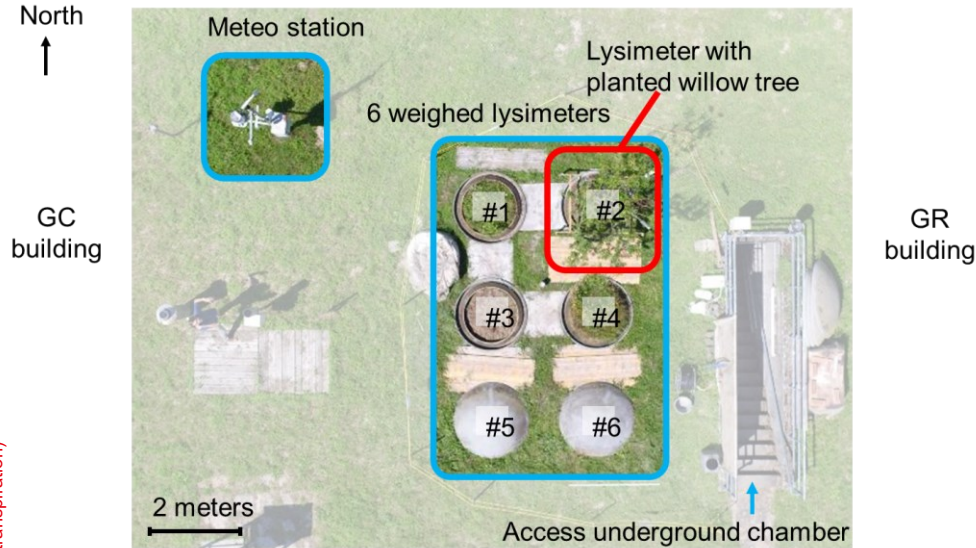 North
Meteo station
Lysimeter with
planted willow tree
6 weighed lysimeters
#1
#2
GC
building
GR
building
#3
#4
#5
#6
transpiration)
2 meters
Access underground chamber